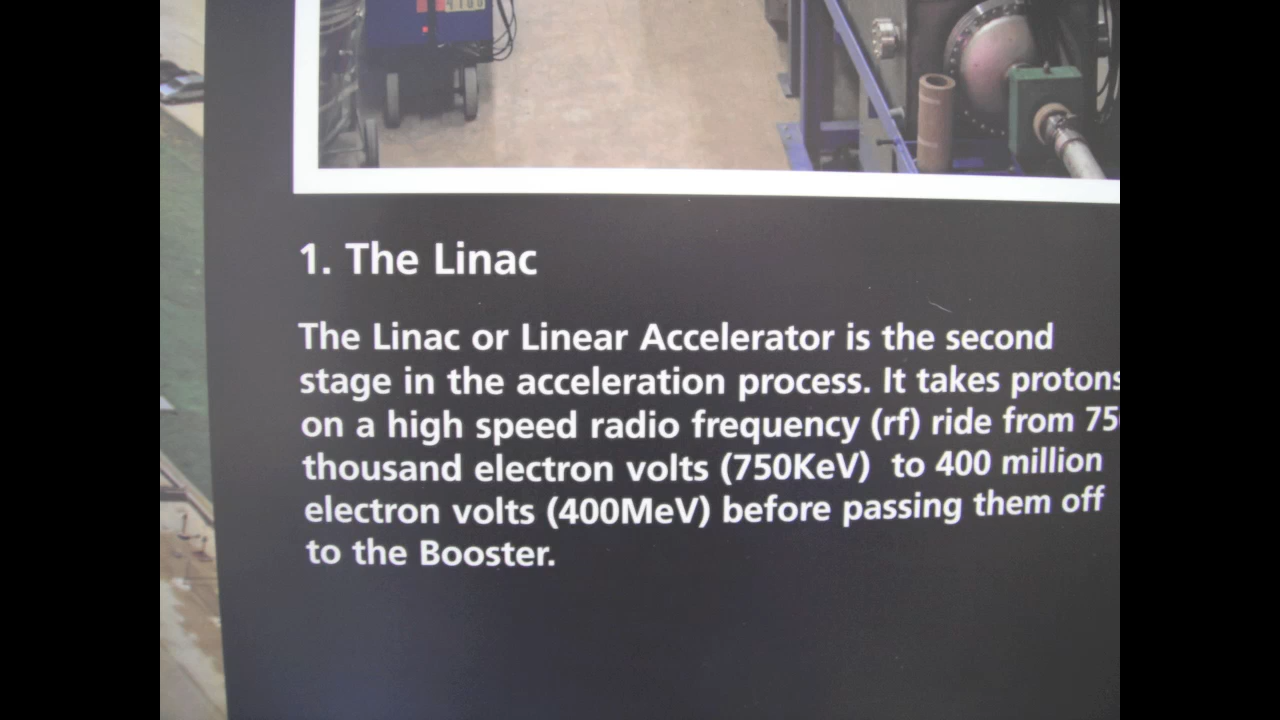 1. The Linac
The Linac or Linear Accelerator is the second
stage in the acceleration process. It takes protons
on a high speed radio frequency (rf) ride from 75
thousand electron volts (750KeV) to 400 million
electron volts (400MeV) before passing them off
to the Booster.